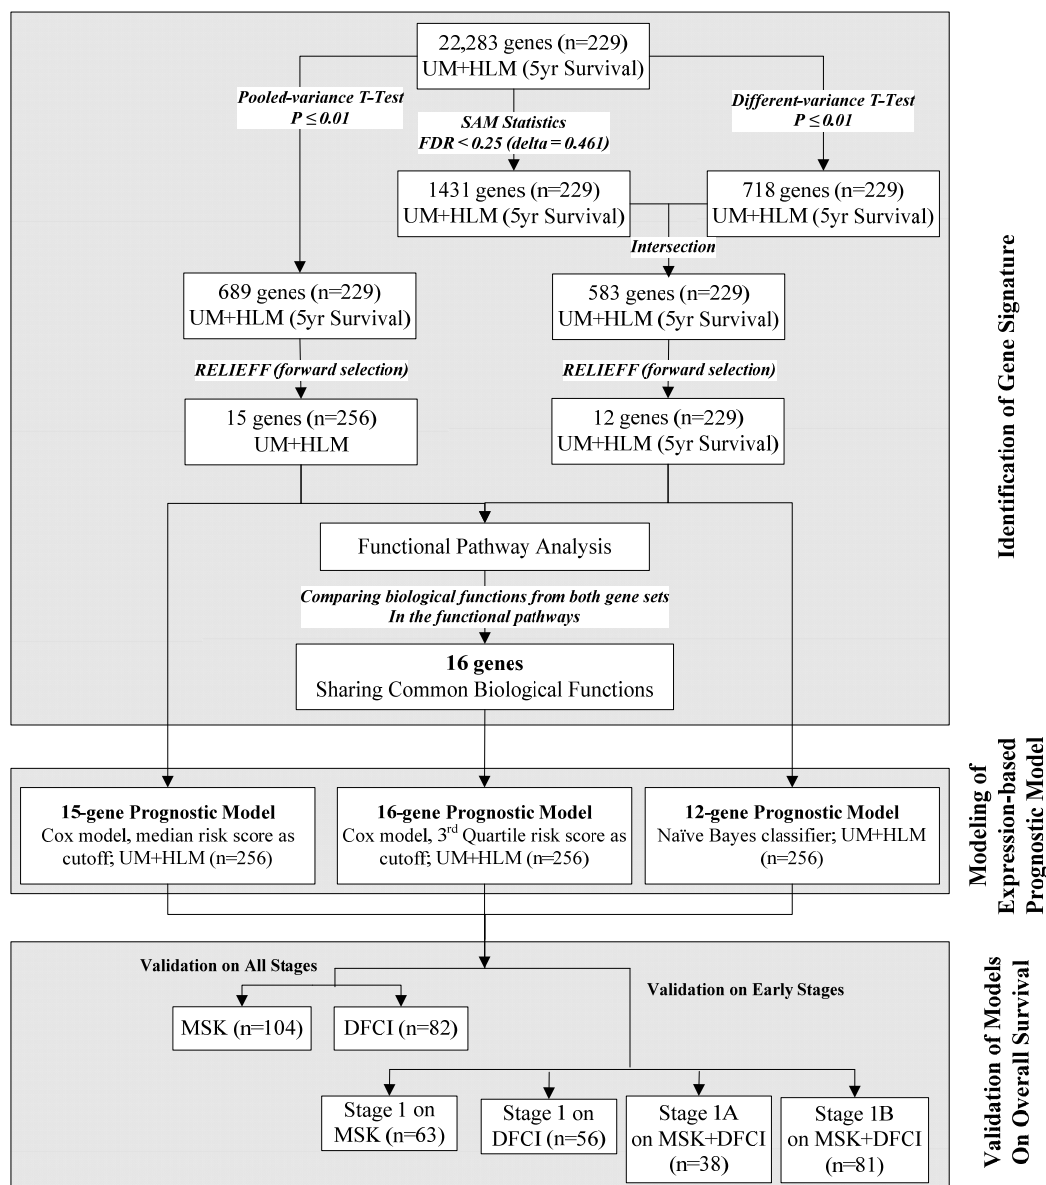 22,283 genes (n=229)
UM+HLM (5yr Survival)
Pooled-variance T-Test
P ≤ 0.01
SAM Statistics
FDR < 0.25 (delta = 0.461)
Different-variance T-Test
P ≤ 0.01
1431 genes (n=229)
UM+HLM (5yr Survival)
718 genes (n=229)
UM+HLM (5yr Survival)
Intersection
689 genes (n=229)
UM+HLM (5yr Survival)
583 genes (n=229)
UM+HLM (5yr Survival)
RELIEFF (forward selection)
RELIEFF (forward selection)
15 genes (n=256)
UM+HLM
12 genes (n=229)
UM+HLM (5yr Survival)
Functional Pathway Analysis
Comparing biological functions from both gene sets
In the functional pathways
16 genes
Sharing Common Biological Functions
Identification of Gene Signature
15-gene Prognostic Model
Cox model, median risk score as
cutoff; UM+HLM (n=256)
16-gene Prognostic Model
Cox model, 3rd Quartile risk score as
cutoff; UM+HLM (n=256)
12-gene Prognostic Model
Naïve Bayes classifier; UM+HLM
(n=256)
Modeling of
Expression-based
Prognostic Model
Validation on All Stages
Validation on Early Stages
MSK (n=104)
DFCI (n=82)
Stage 1 on
MSK (n=63)
Stage 1 on
DFCI (n=56)
Stage 1A
on MSK+DFCI
(n=38)
Stage 1B
on MSK+DFCI
(n=81)
Validation of Models
On Overall Survival